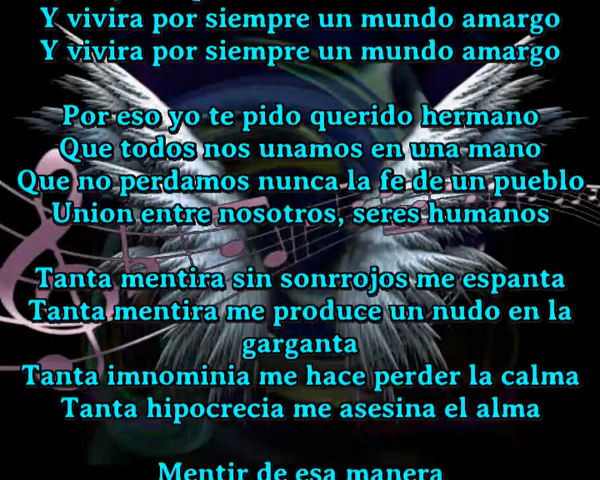 Y vivira por siempre un mundo amargo
Y vivira por siempre un mundo amargo
Por eso yo te pido querido hermano
Que todos nos unamos en una mano
Que no perdamos nunca la fe de un pueblo
Union entre nosotros, seres humanos
Tanta mentira sin sonrrojos me espanta
Tanta mentira me produce un nudo en la
garganta
Tanta imnominia me hace perder la calma
Tanta hipocrecia me asesina el alma
Mentir de esa manera